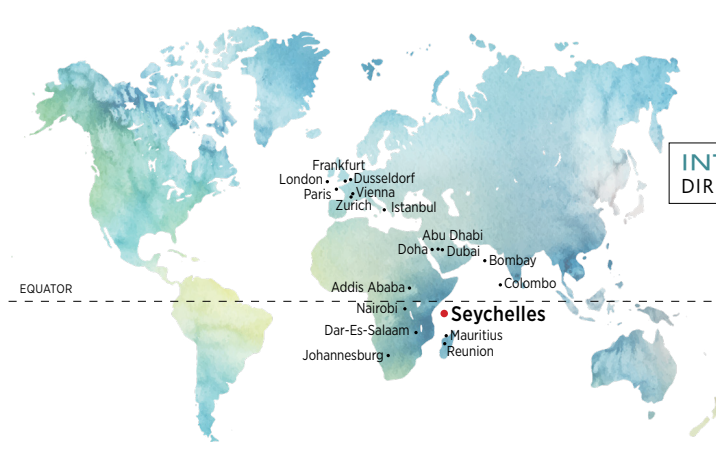 Frankfurt
London
Dusseldorf
Paris
Vienna
Zurich
Istanbul
INT
DIR
Abu Dhabi
Doha
Dubai
Bombay
Colombo
Addis Ababa
EQUATOR
Nairobi
Seychelles
Dar-Es-Salaam
Mauritius
Reunion
Johannesburg